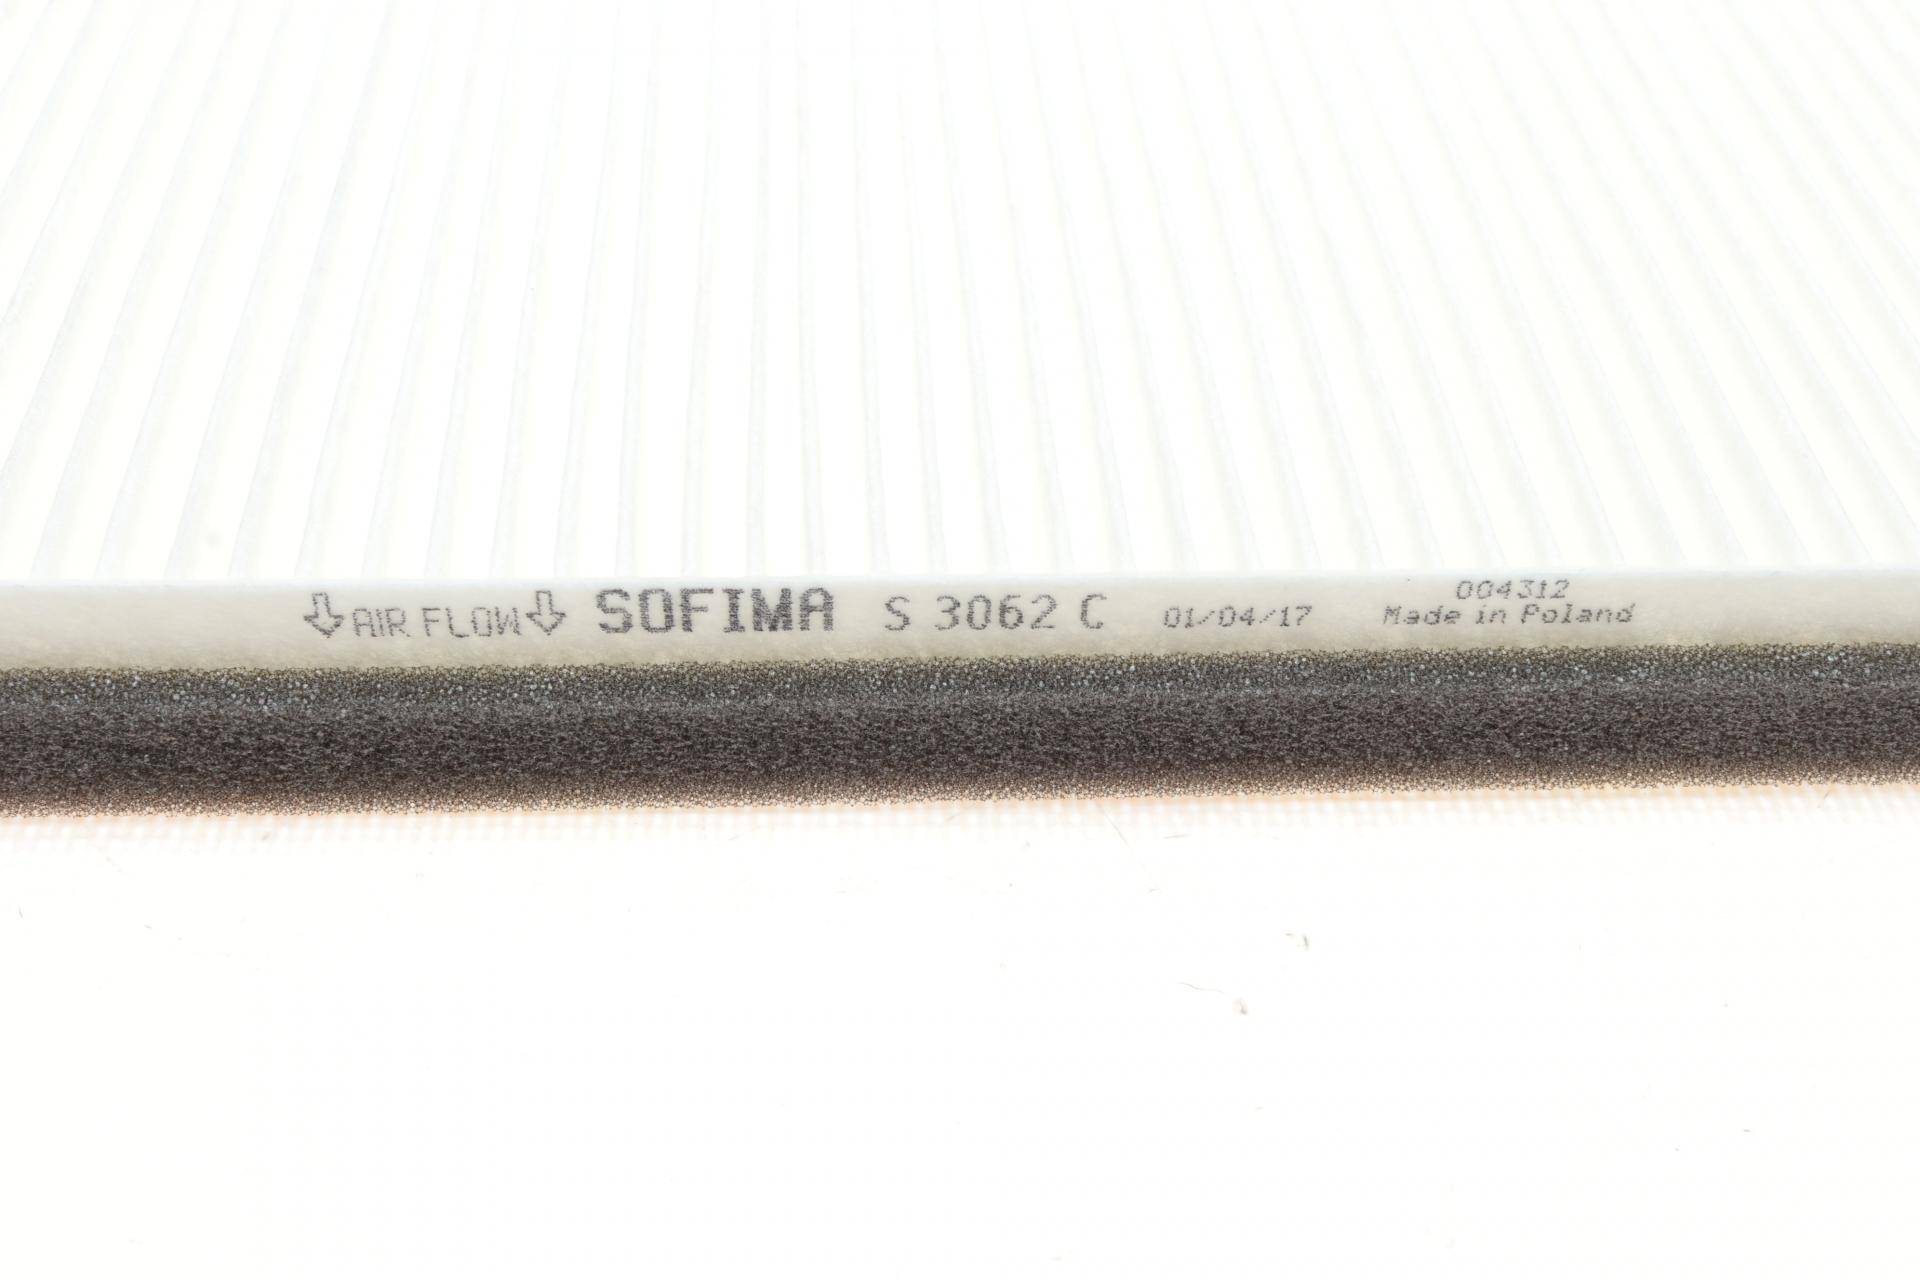 AIR FLOW SOFIMA S 3062 C 01/04/17
004312
Made in Poland